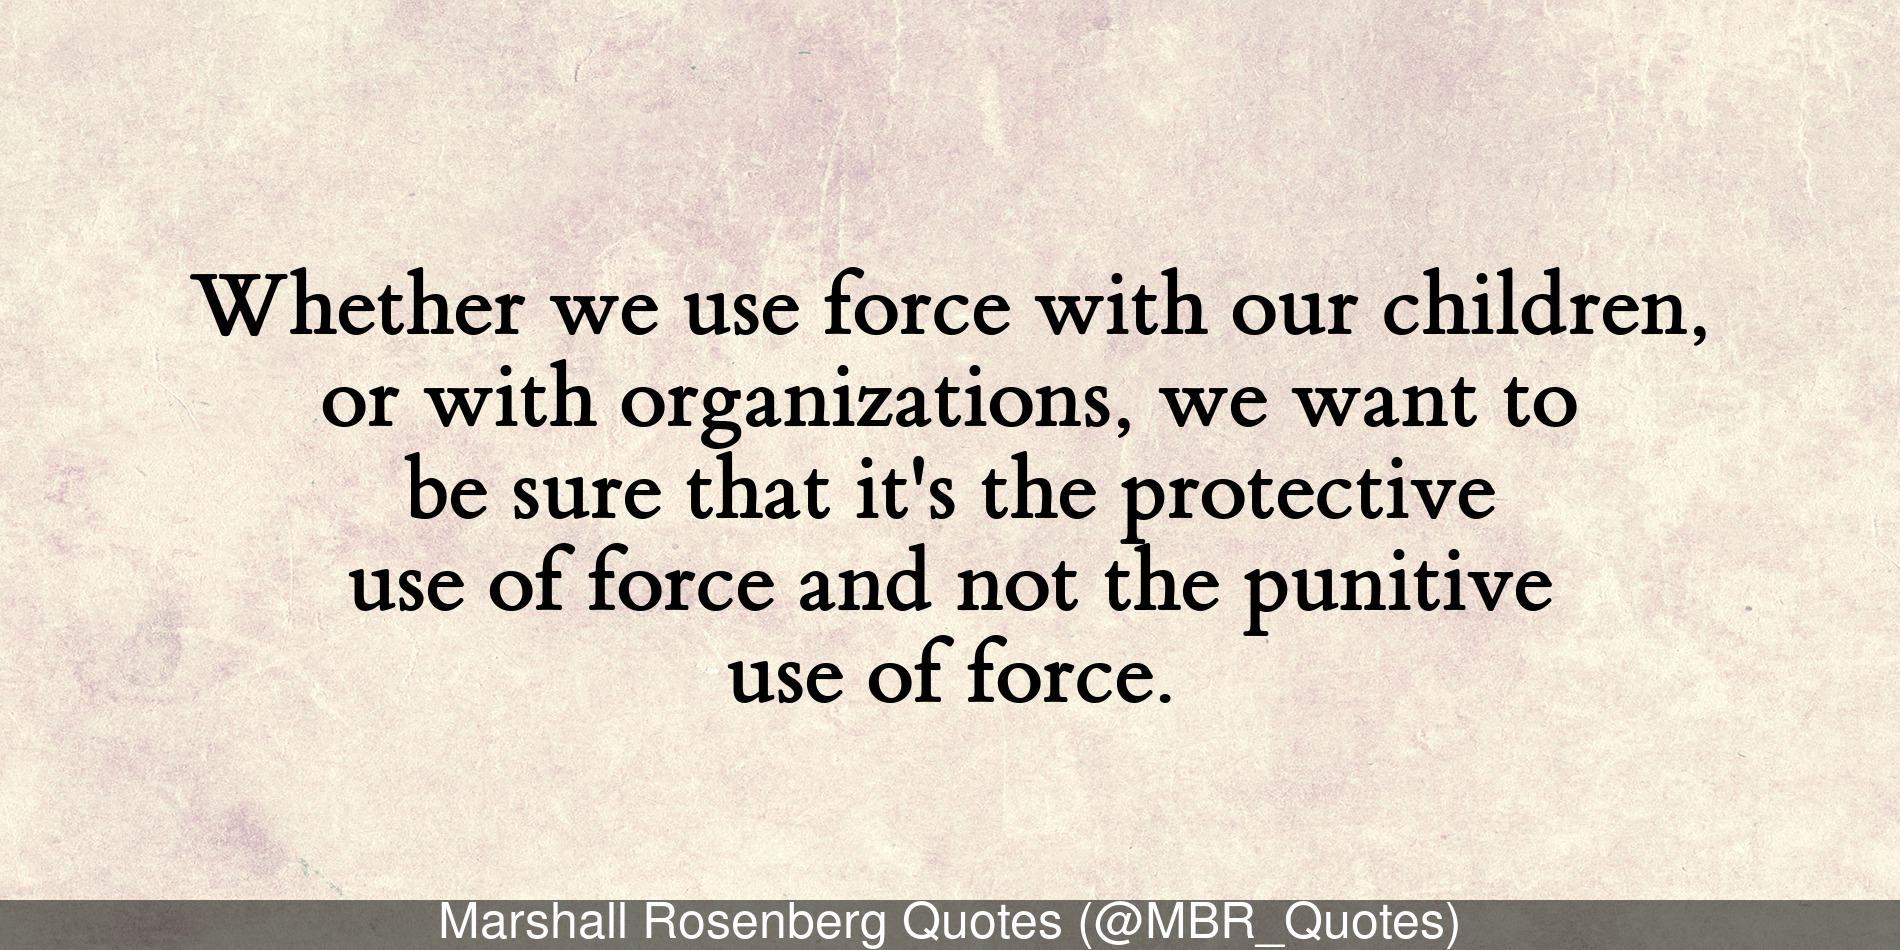 Whether we use force with our children,
or with organizations, we want to
be sure that it's the protective
use of force and not the punitive
use of force.
Marshall Rosenberg Quotes (@MBR_Quotes)